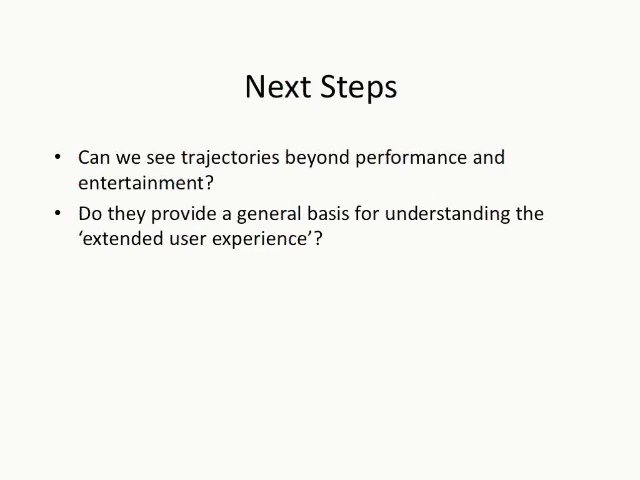 Next Steps
• Can we see trajectories beyond performance and
entertainment?
• Do they provide a general basis for understanding the
‘extended user experience’?